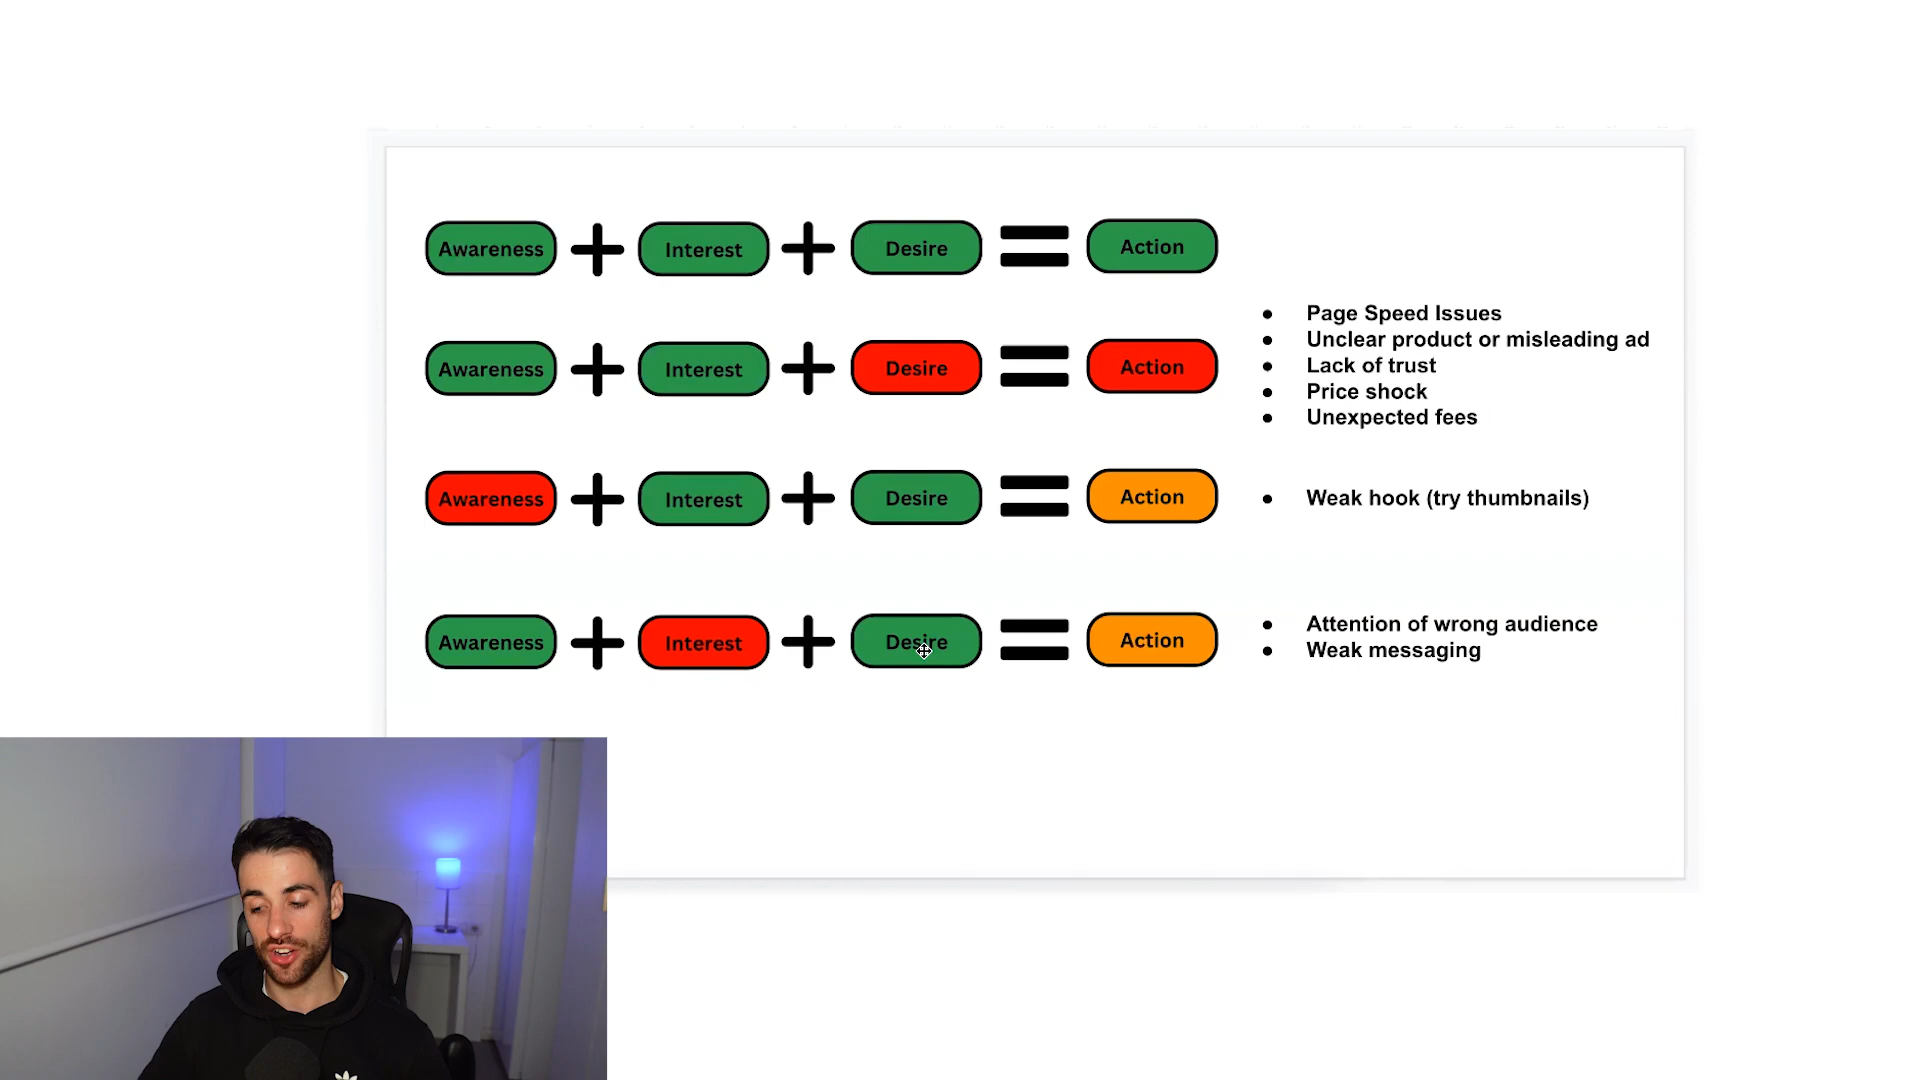 Awareness + Interest + Desire = Action
Awareness + Interest + Desire = Action
• Page Speed Issues
• Unclear product or misleading ad
• Lack of trust
• Price shock
• Unexpected fees
Awareness + Interest + Desire = Action
• Weak hook (try thumbnails)
Awareness + Interest + Desire = Action
• Attention of wrong audience
• Weak messaging